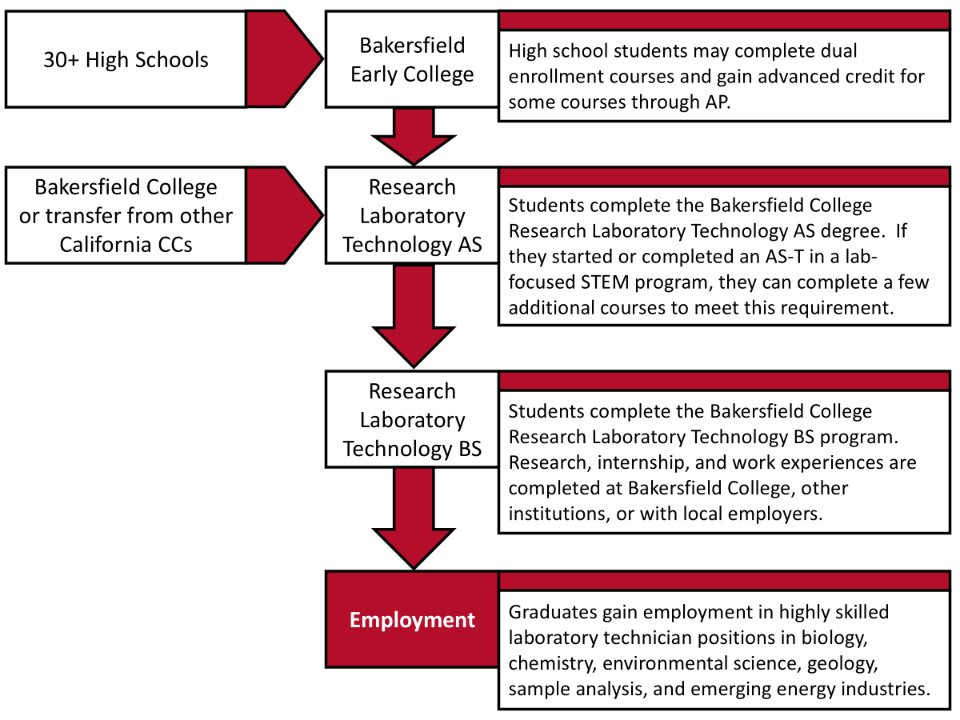 30+ High Schools
Bakersfield
Early College
High school students may complete dual
enrollment courses and gain advanced credit for
some courses through AP.
Bakersfield College
or transfer from other
California CCs
Research
Laboratory
Technology AS
Students complete the Bakersfield College
Research Laboratory Technology AS degree.  If
they started or completed an AS-T in a lab-
focused STEM program, they can complete a few
additional courses to meet this requirement.
Research
Laboratory
Technology BS
Students complete the Bakersfield College
Research Laboratory Technology BS program.
Research, internship, and work experiences are
completed at Bakersfield College, other
institutions, or with local employers.
Employment
Graduates gain employment in highly skilled
laboratory technician positions in biology,
chemistry, environmental science, geology,
sample analysis, and emerging energy industries.